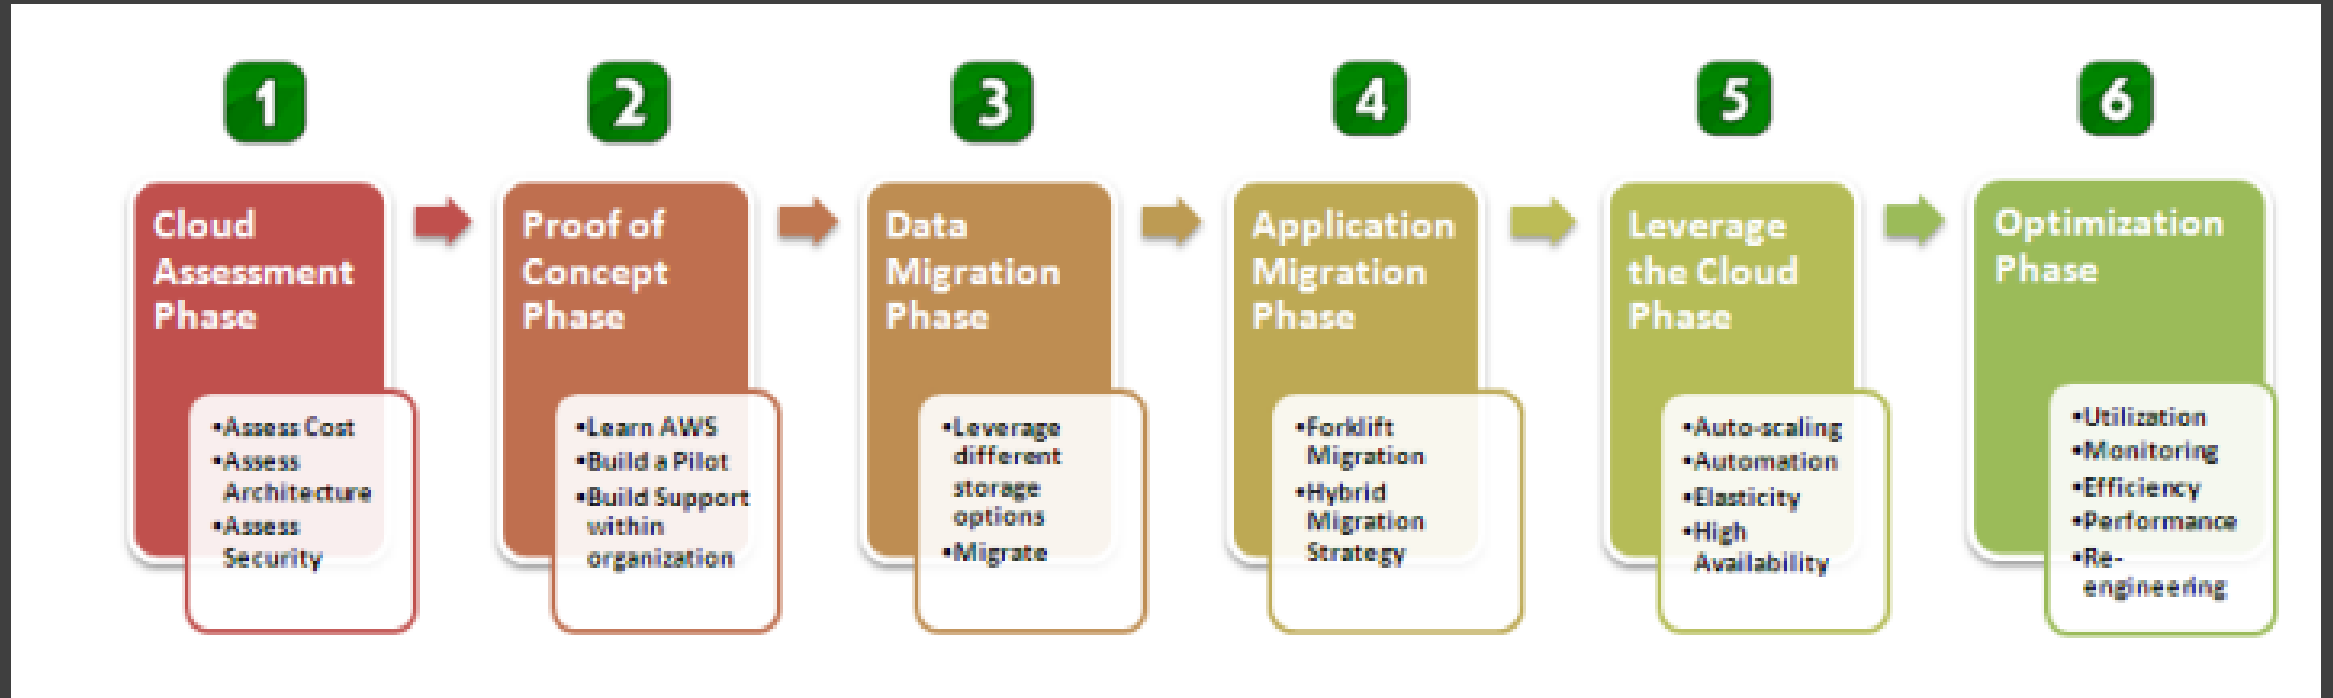 1
Cloud
Assessment
Phase
•Assess Cost
•Assess
Architecture
•Assess
Security
2
Proof of
Concept
Phase
•Learn AWS
•Build a Pilot
•Build Support
within
organization
3
Data
Migration
Phase
•Leverage
different
storage
options
•Migrate
4
Application
Migration
Phase
•Forklift
Migration
•Hybrid
Migration
Strategy
5
Leverage
the Cloud
Phase
•Auto-scaling
•Automation
•Elasticity
•High
Availability
6
Optimization
Phase
•Utilization
•Monitoring
•Efficiency
•Performance
•Re-
engineering